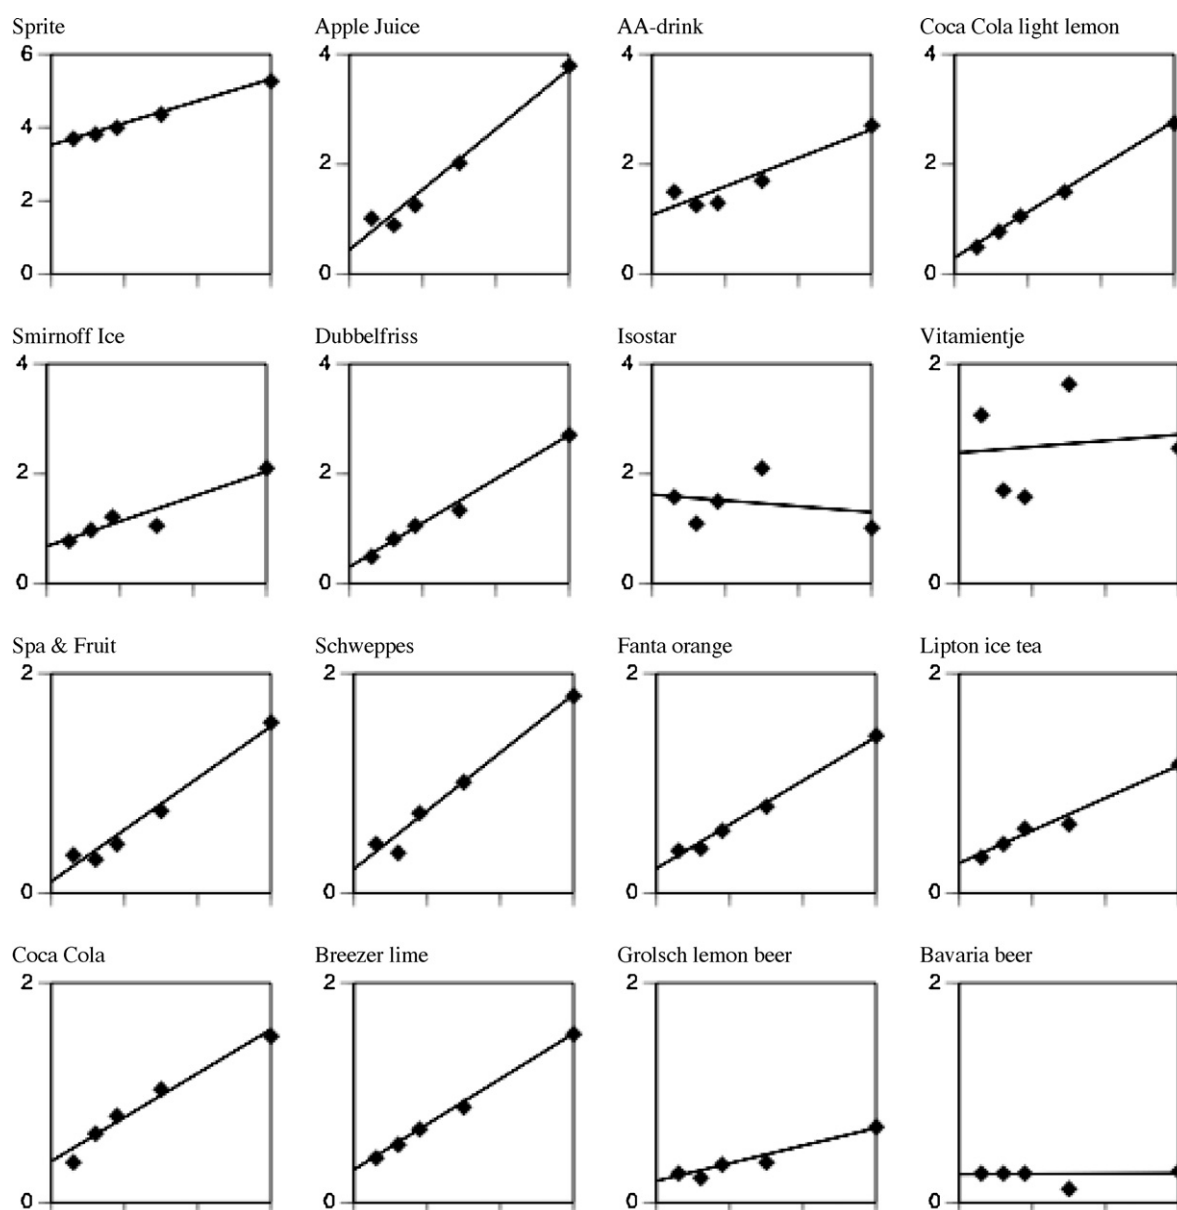 Sprite
6
4
2
0
Apple Juice
4
2
0
AA-drink
4
2
0
Coca Cola light lemon
4
2
0
Smirnoff Ice
4
2
0
Dubbelfriss
4
2
0
Isostar
4
2
0
Vitamientje
2
0
Spa & Fruit
2
0
Schweppes
2
0
Fanta orange
2
0
Lipton ice tea
2
0
Coca Cola
2
0
Breezer lime
2
0
Grolsch lemon beer
2
0
Bavaria beer
2
0